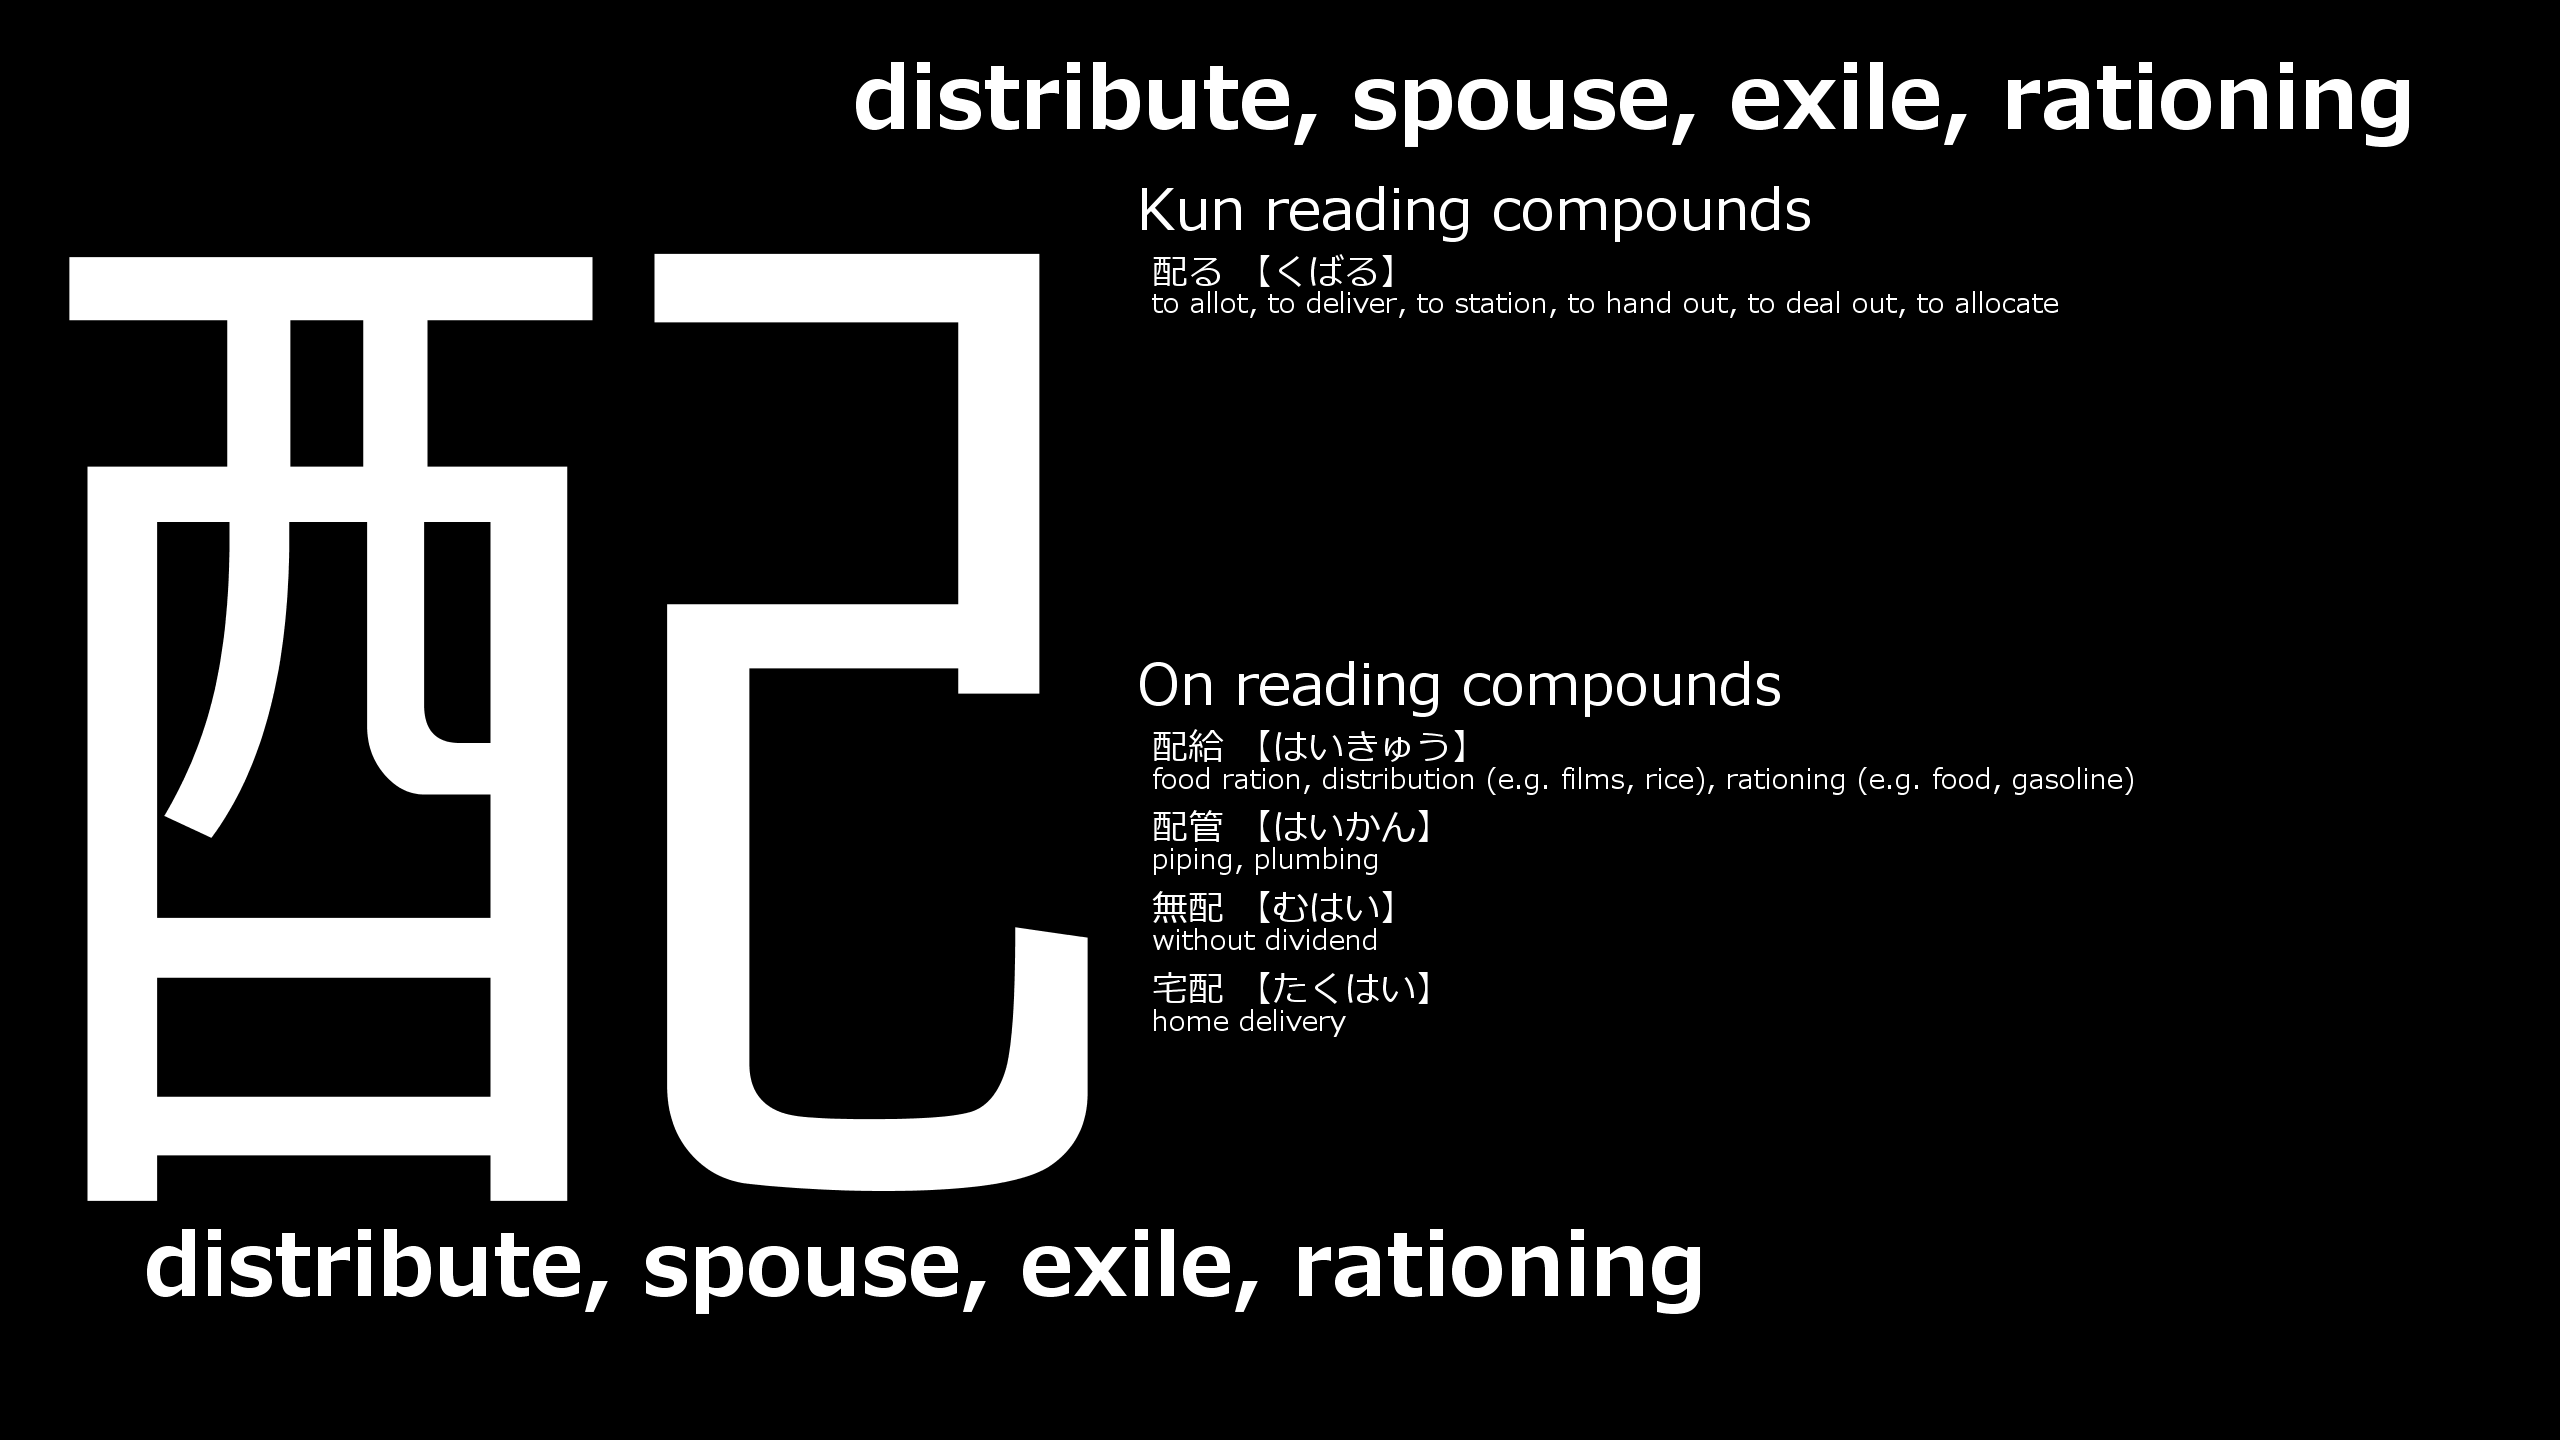 distribute, spouse, exile, rationing
配
Kun reading compounds
配る 【くばる】
to allot, to deliver, to station, to hand out, to deal out, to allocate
On reading compounds
配給 【はいきゅう】
food ration, distribution (e.g. films, rice), rationing (e.g. food, gasoline)
配管 【はいかん】
piping, plumbing
無配 【むはい】
without dividend
宅配 【たくはい】
home delivery
distribute, spouse, exile, rationing